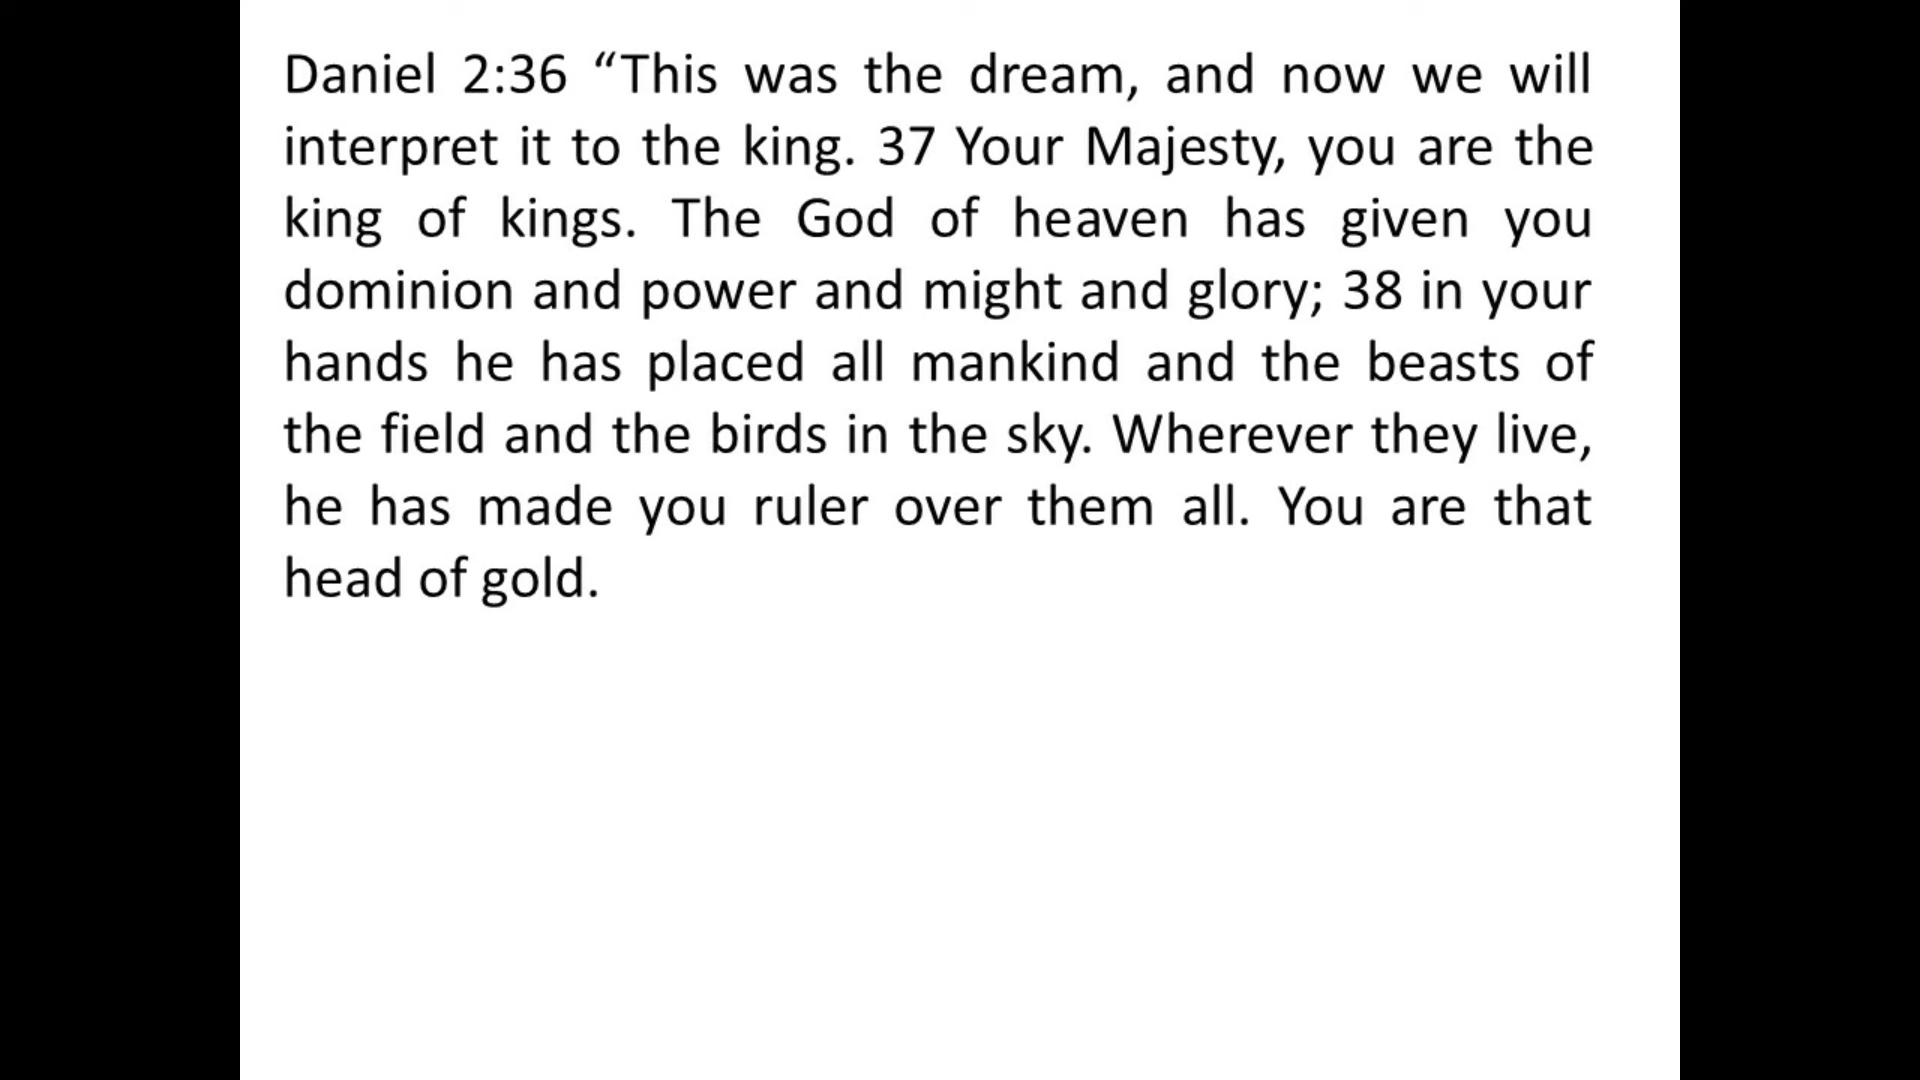 Daniel 2:36 “This was the dream, and now we will
interpret it to the king. 37 Your Majesty, you are the
king of kings. The God of heaven has given you
dominion and power and might and glory; 38 in your
hands he has placed all mankind and the beasts of
the field and the birds in the sky. Wherever they live,
he has made you ruler over them all. You are that
head of gold.